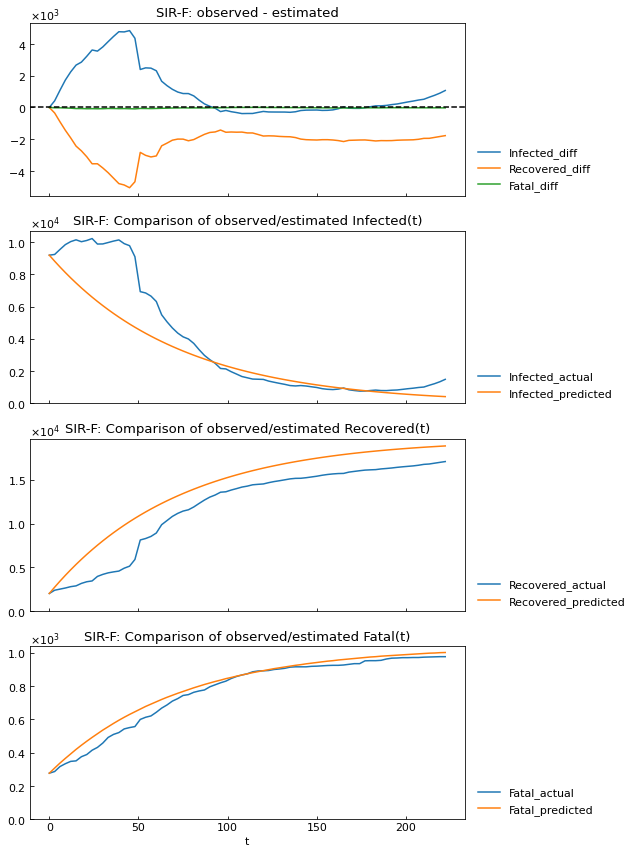 SIR-F: observed - estimated
×10³
4
2
0
−2
−4
Infected_diff
Recovered_diff
Fatal_diff
SIR-F: Comparison of observed/estimated Infected(t)
×10⁴
1.0
0.8
0.6
0.4
0.2
0.0
Infected_actual
Infected_predicted
SIR-F: Comparison of observed/estimated Recovered(t)
×10⁴
1.5
1.0
0.5
0.0
Recovered_actual
Recovered_predicted
SIR-F: Comparison of observed/estimated Fatal(t)
×10³
1.0
0.8
0.6
0.4
0.2
0.0
Fatal_actual
Fatal_predicted
0 50 100 150 200
t